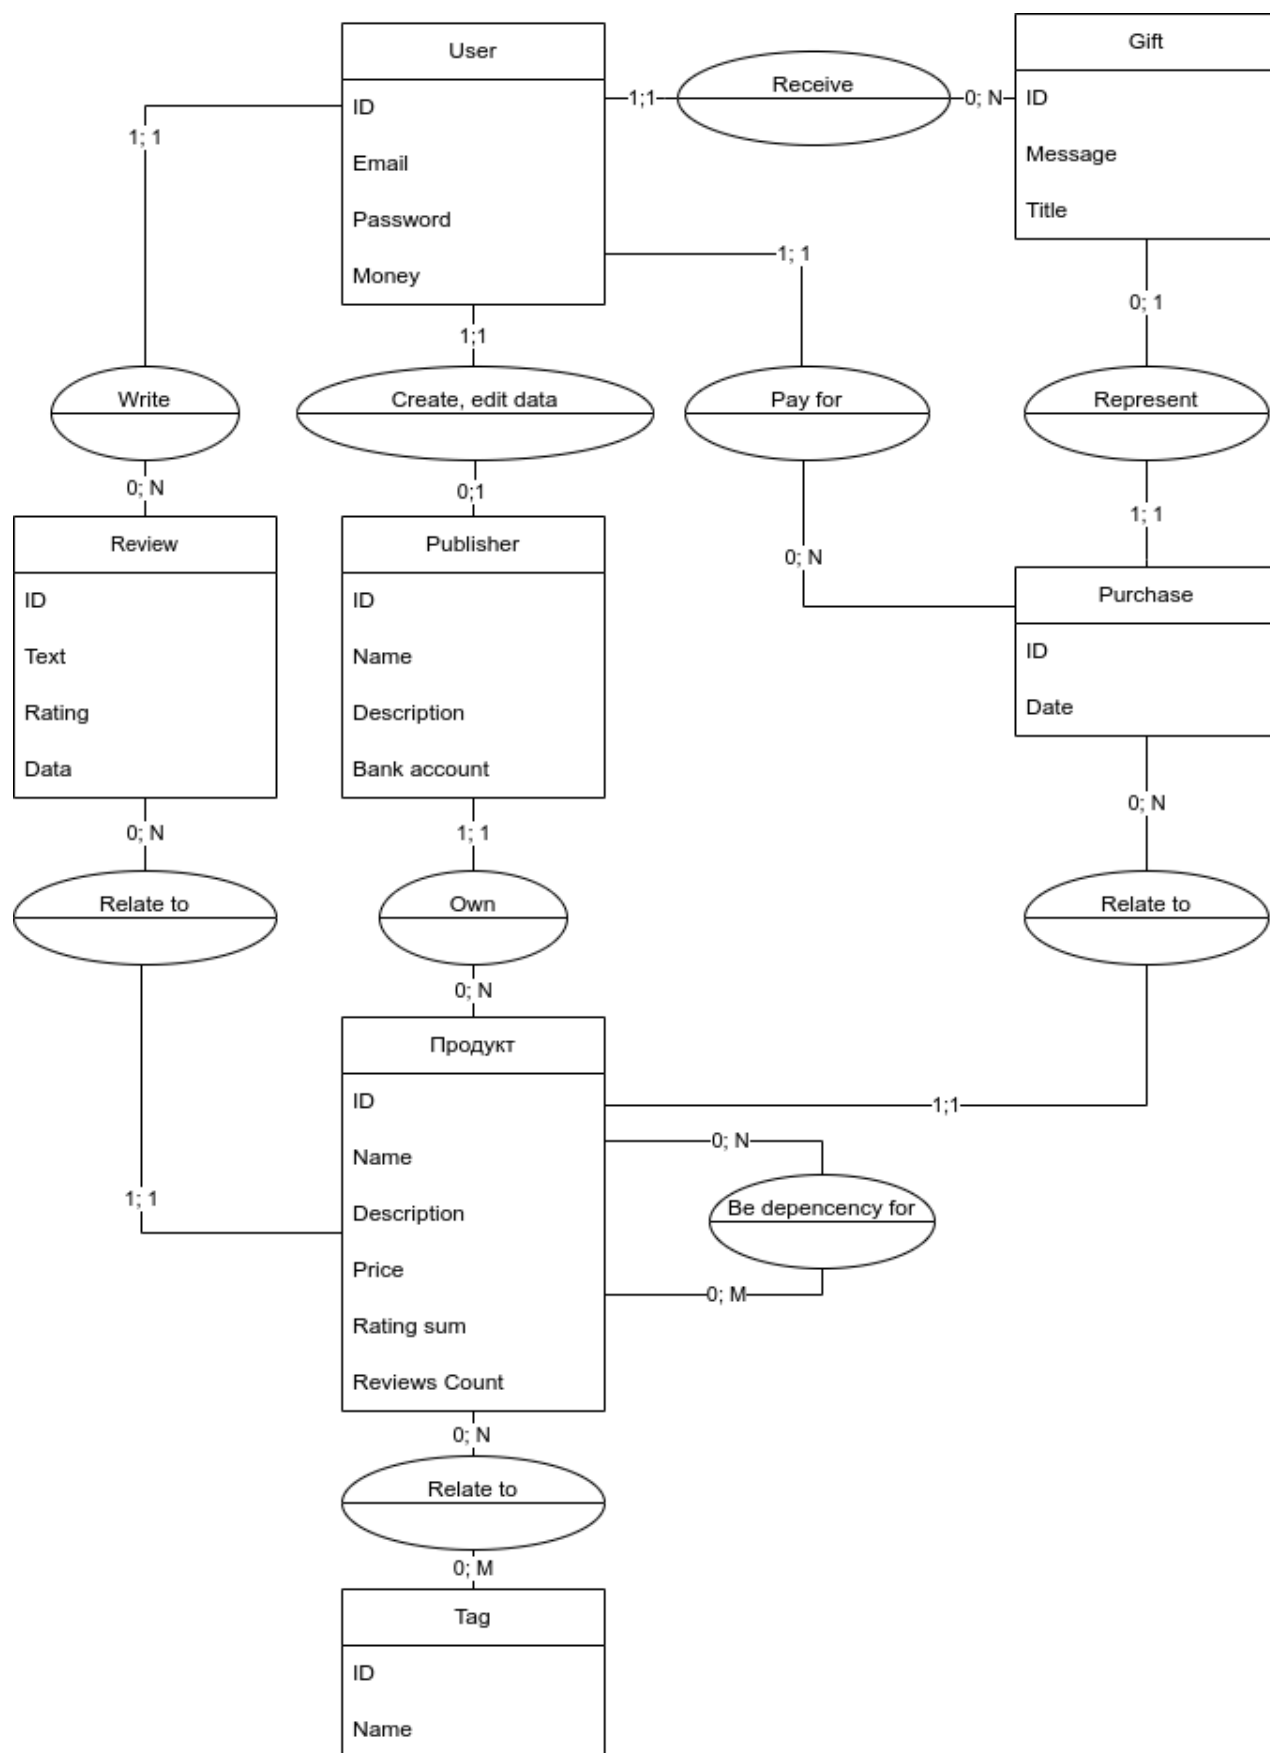 User
ID
Email
Password
Money
1;1
Receive
0; N
Gift
ID
Message
Title
1; 1
1;1
1; 1
0; 1
Write
Create, edit data
Pay for
Represent
0; N
0;1
0; N
1; 1
Review
ID
Text
Rating
Data
Publisher
ID
Name
Description
Bank account
Purchase
ID
Date
0; N
1; 1
0; N
Relate to
Own
Relate to
0; N
Продукт
ID
Name
Description
Price
Rating sum
Reviews Count
1;1
0; N
Be depencency for
0; M
1; 1
0; N
Relate to
0; M
Tag
ID
Name